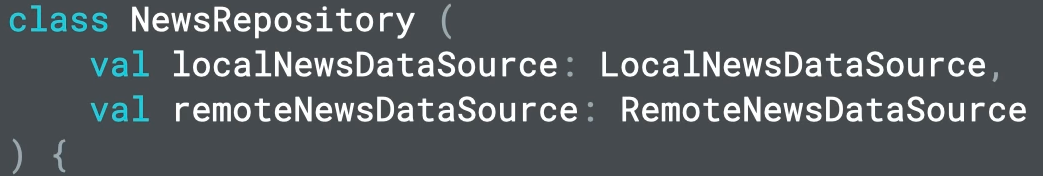 class NewsRepository (
    val localNewsDataSource: LocalNewsDataSource,
    val remoteNewsDataSource: RemoteNewsDataSource
) {